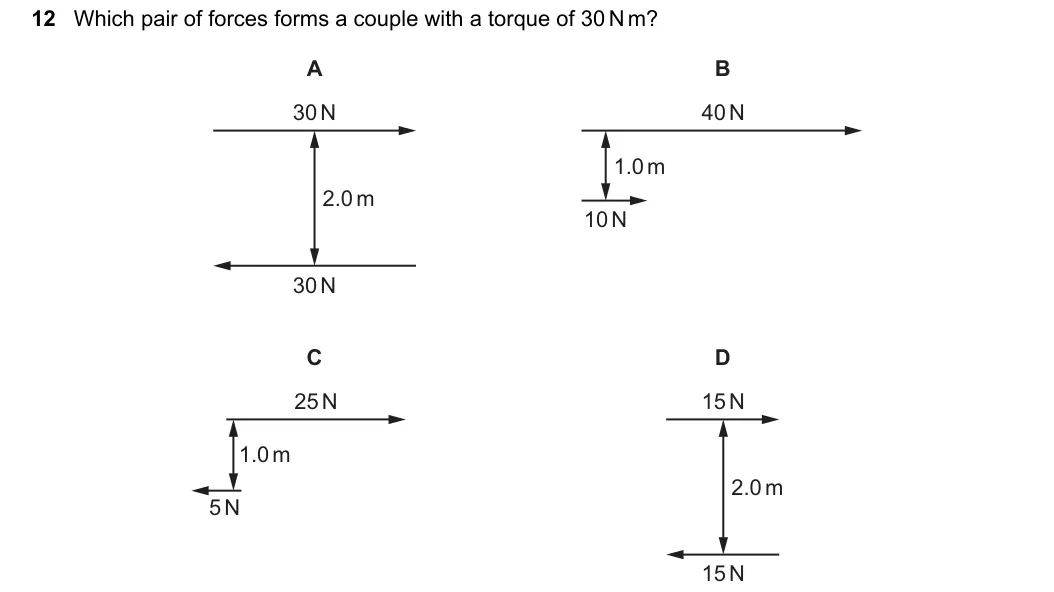 12 Which pair of forces forms a couple with a torque of 30 N m?
A
B
30 N
40 N
1.0 m
2.0 m
10 N
30 N
C
D
25 N
15 N
1.0 m
2.0 m
5 N
15 N